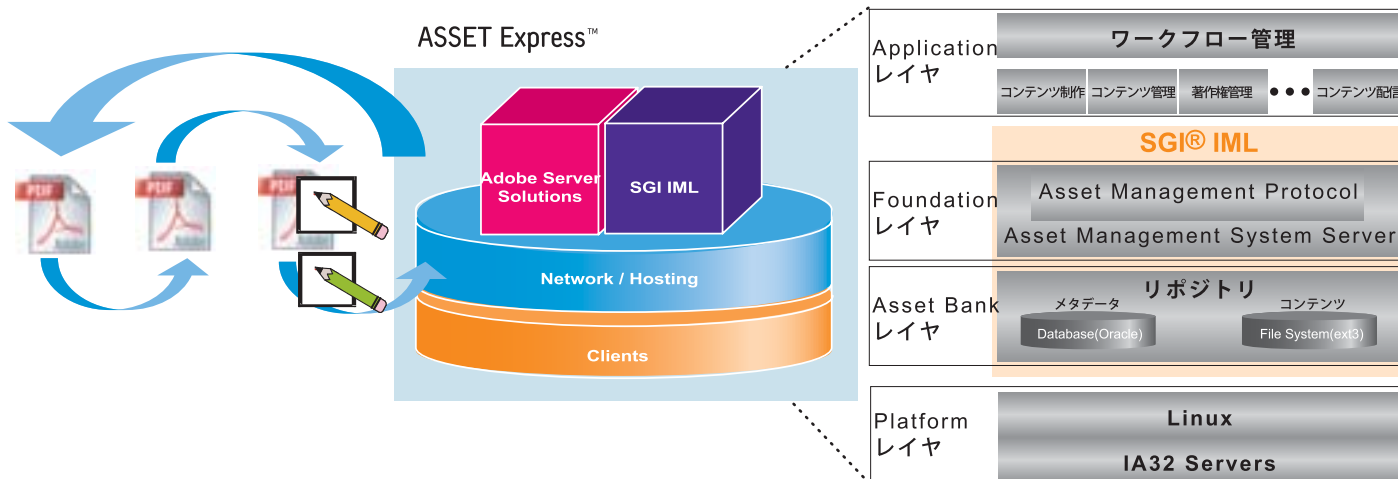 ASSET Express™
PDF
PDF
PDF
Adobe Server
Solutions
SGI IML
Network / Hosting
Clients
Application
レイヤ
ワークフロー管理
コンテンツ制作 コンテンツ管理 著作権管理 ●●● コンテンツ配信
SGI® IML
Foundation
レイヤ
Asset Management Protocol
Asset Management System Server
Asset Bank
レイヤ
リポジトリ
メタデータ
コンテンツ
Database(Oracle)
File System(ext3)
Platform
レイヤ
Linux
IA32 Servers